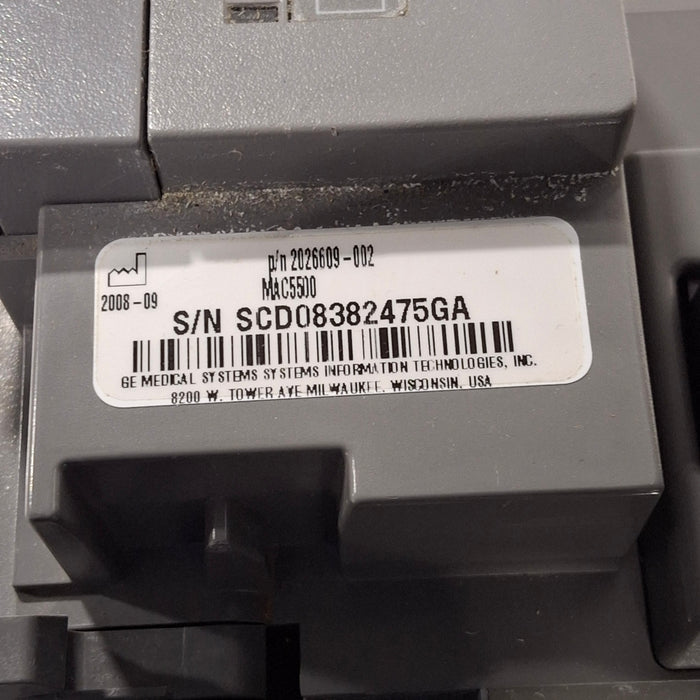 p/n 2026609-002
MAC5500
2008-09
S/N SCD08382475GA
GE MEDICAL SYSTEMS SYSTEMS INFORMATION TECHNOLOGIES, INC.
8200 W. TOWER AVE MILWAUKEE, WISCONSIN, USA